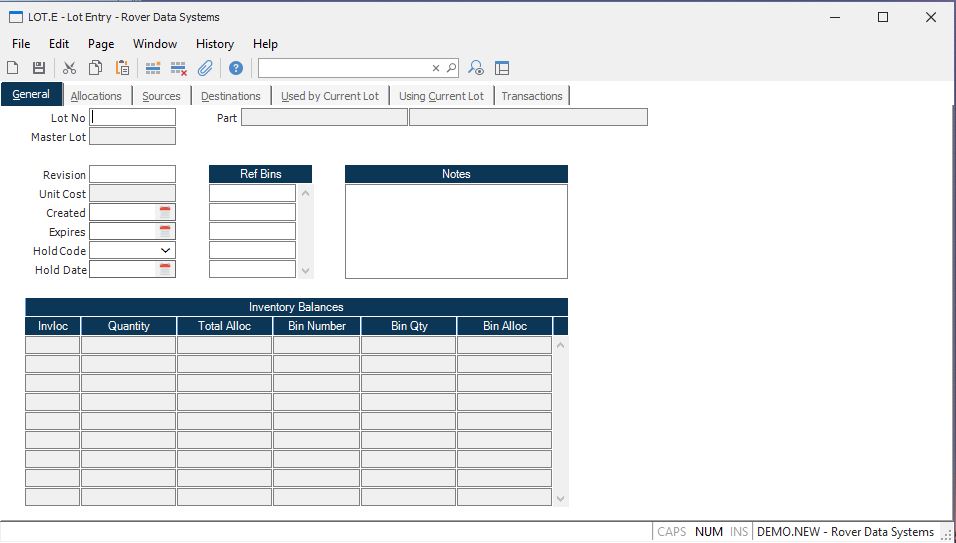 LOT.E - Lot Entry - Rover Data Systems
File Edit Page Window History Help
General Allocations Sources Destinations Used by Current Lot Using Current Lot Transactions
Lot No Part
Master Lot
Revision Ref Bins Notes
Unit Cost
Created
Expires
Hold Code
Hold Date
Inventory Balances
Invloc Quantity Total Alloc Bin Number Bin Qty Bin Alloc
CAPS NUM INS DEMO.NEW - Rover Data Systems